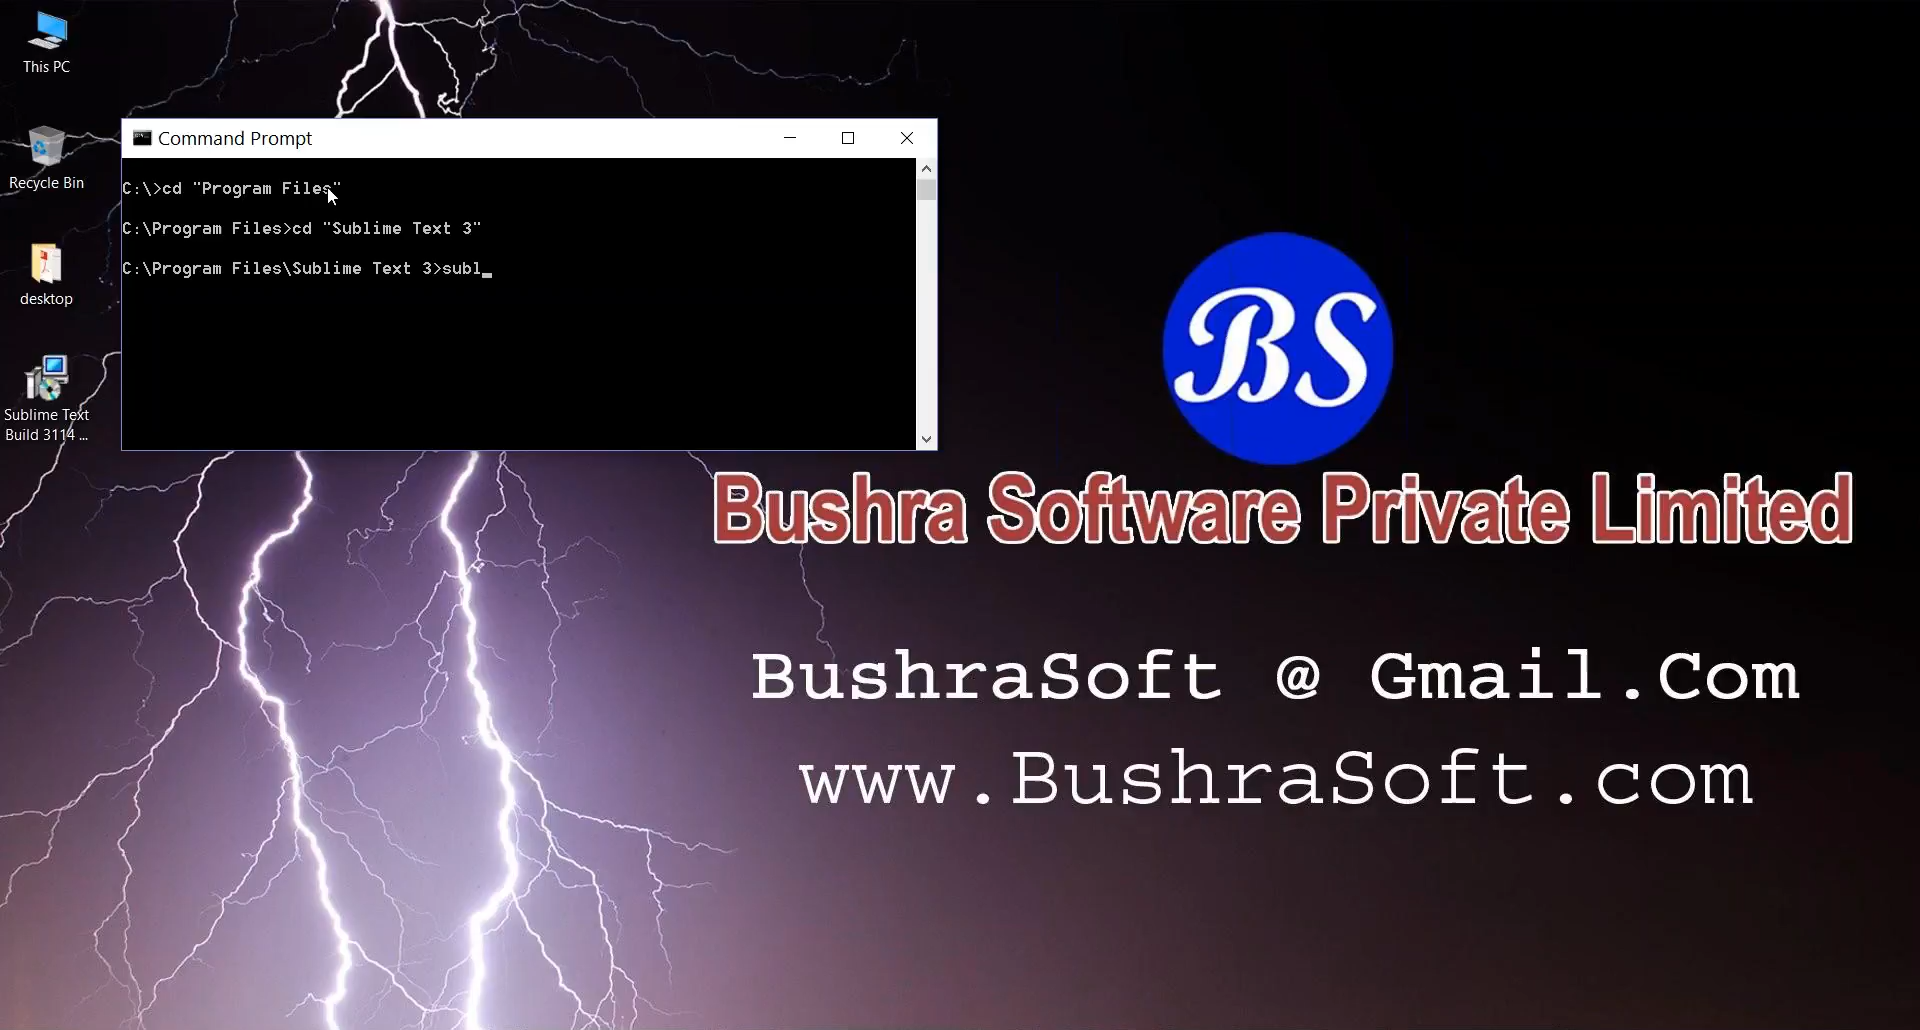 This PC
Recycle Bin
desktop
Sublime Text
Build 3114 ...
Command Prompt
C:\>cd "Program Files"
C:\Program Files>cd "Sublime Text 3"
C:\Program Files\Sublime Text 3>subl_
BS
Bushra Software Private Limited
BushraSoft @ Gmail.Com
www.BushraSoft.com